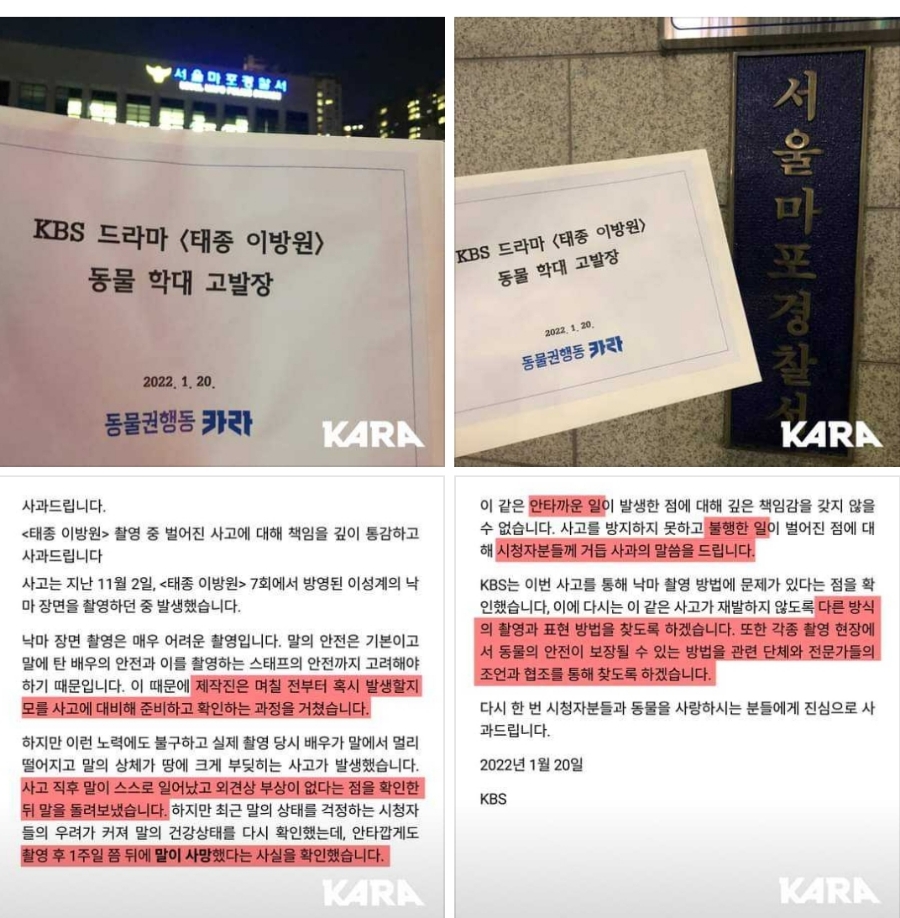 서울마포경찰서
SEOUL MAPO POLICE STATION
KBS 드라마 〈태종 이방원〉
동물 학대 고발장
2022. 1. 20.
동물권행동 카라
KARA
서울마포경찰서
KBS 드라마 〈태종 이방원〉
동물 학대 고발장
2022. 1. 20.
동물권행동 카라
KARA
사과드립니다.
<태종 이방원> 촬영 중 벌어진 사고에 대해 책임을 깊이 통감하고
사과드립니다
사고는 지난 11월 2일, <태종 이방원> 7회에서 방영된 이성계의 낙
마 장면을 촬영하던 중 발생했습니다.
낙마 장면 촬영은 매우 어려운 촬영입니다. 말의 안전은 기본이고
말에 탄 배우의 안전과 이를 촬영하는 스태프의 안전까지 고려해야
하기 때문입니다. 이 때문에 제작진은 며칠 전부터 혹시 발생할지
모를 사고에 대비해 준비하고 확인하는 과정을 거쳤습니다.
하지만 이런 노력에도 불구하고 실제 촬영 당시 배우가 말에서 멀리
떨어지고 말의 상체가 땅에 크게 부딪히는 사고가 발생했습니다.
사고 직후 말이 스스로 일어났고 외견상 부상이 없다는 점을 확인한
뒤 말을 돌려보냈습니다. 하지만 최근 말의 상태를 걱정하는 시청자
들의 우려가 커져 말의 건강상태를 다시 확인했는데, 안타깝게도
촬영 후 1주일 쯤 뒤에 말이 사망했다는 사실을 확인했습니다.
KARA
이 같은 안타까운 일이 발생한 점에 대해 깊은 책임감을 갖지 않을
수 없습니다. 사고를 방지하지 못하고 불행한 일이 벌어진 점에 대
해 시청자분들께 거듭 사과의 말씀을 드립니다.
KBS는 이번 사고를 통해 낙마 촬영 방법에 문제가 있다는 점을 확
인했습니다, 이에 다시는 이 같은 사고가 재발하지 않도록 다른 방식
의 촬영과 표현 방법을 찾도록 하겠습니다. 또한 각종 촬영 현장에
서 동물의 안전이 보장될 수 있는 방법을 관련 단체와 전문가들의
조언과 협조를 통해 찾도록 하겠습니다.
다시 한 번 시청자분들과 동물을 사랑하시는 분들에게 진심으로 사
과드립니다.
2022년 1월 20일
KBS
KARA